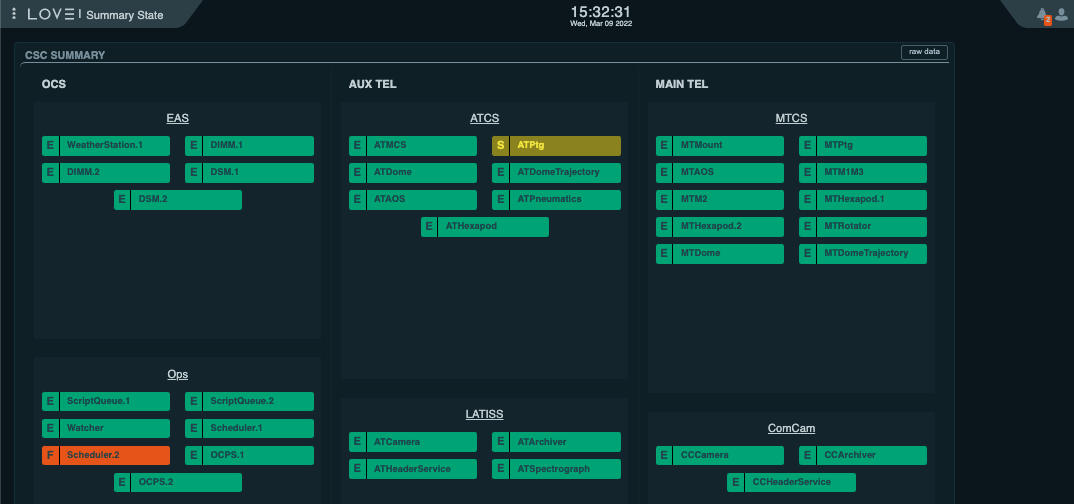 LOVE Summary State
15:32:31
Wed, Mar 09 2022
2
CSC SUMMARY
raw data
OCS
EAS
E WeatherStation.1
E DIMM.1
E DIMM.2
E DSM.1
E DSM.2
Ops
E ScriptQueue.1
E ScriptQueue.2
E Watcher
E Scheduler.1
F Scheduler.2
E OCPS.1
E OCPS.2
AUX TEL
ATCS
E ATMCS
S ATPtg
E ATDome
E ATDomeTrajectory
E ATAOS
E ATPneumatics
E ATHexapod
LATISS
E ATCamera
E ATArchiver
E ATHeaderService
E ATSpectrograph
MAIN TEL
MTCS
E MTMount
E MTPtg
E MTAOS
E MTM1M3
E MTM2
E MTHexapod.1
E MTHexapod.2
E MTRotator
E MTDome
E MTDomeTrajectory
ComCam
E CCCamera
E CCArchiver
E CCHeaderService